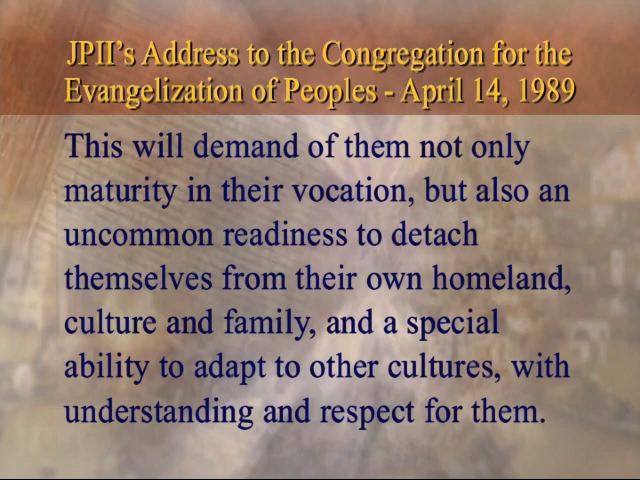 JPII's Address to the Congregation for the
Evangelization of Peoples - April 14, 1989
This will demand of them not only
maturity in their vocation, but also an
uncommon readiness to detach
themselves from their own homeland,
culture and family, and a special
ability to adapt to other cultures, with
understanding and respect for them.